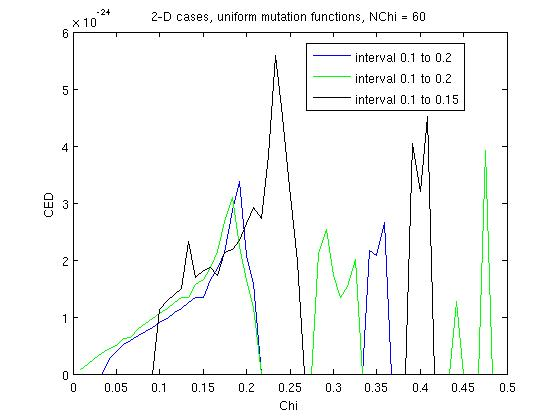 2-D cases, uniform mutation functions, NChi = 60
× 10⁻²⁴
interval 0.1 to 0.2
interval 0.1 to 0.2
interval 0.1 to 0.15
6
5
4
3
2
1
0
CED
0 0.05 0.1 0.15 0.2 0.25 0.3 0.35 0.4 0.45 0.5
Chi